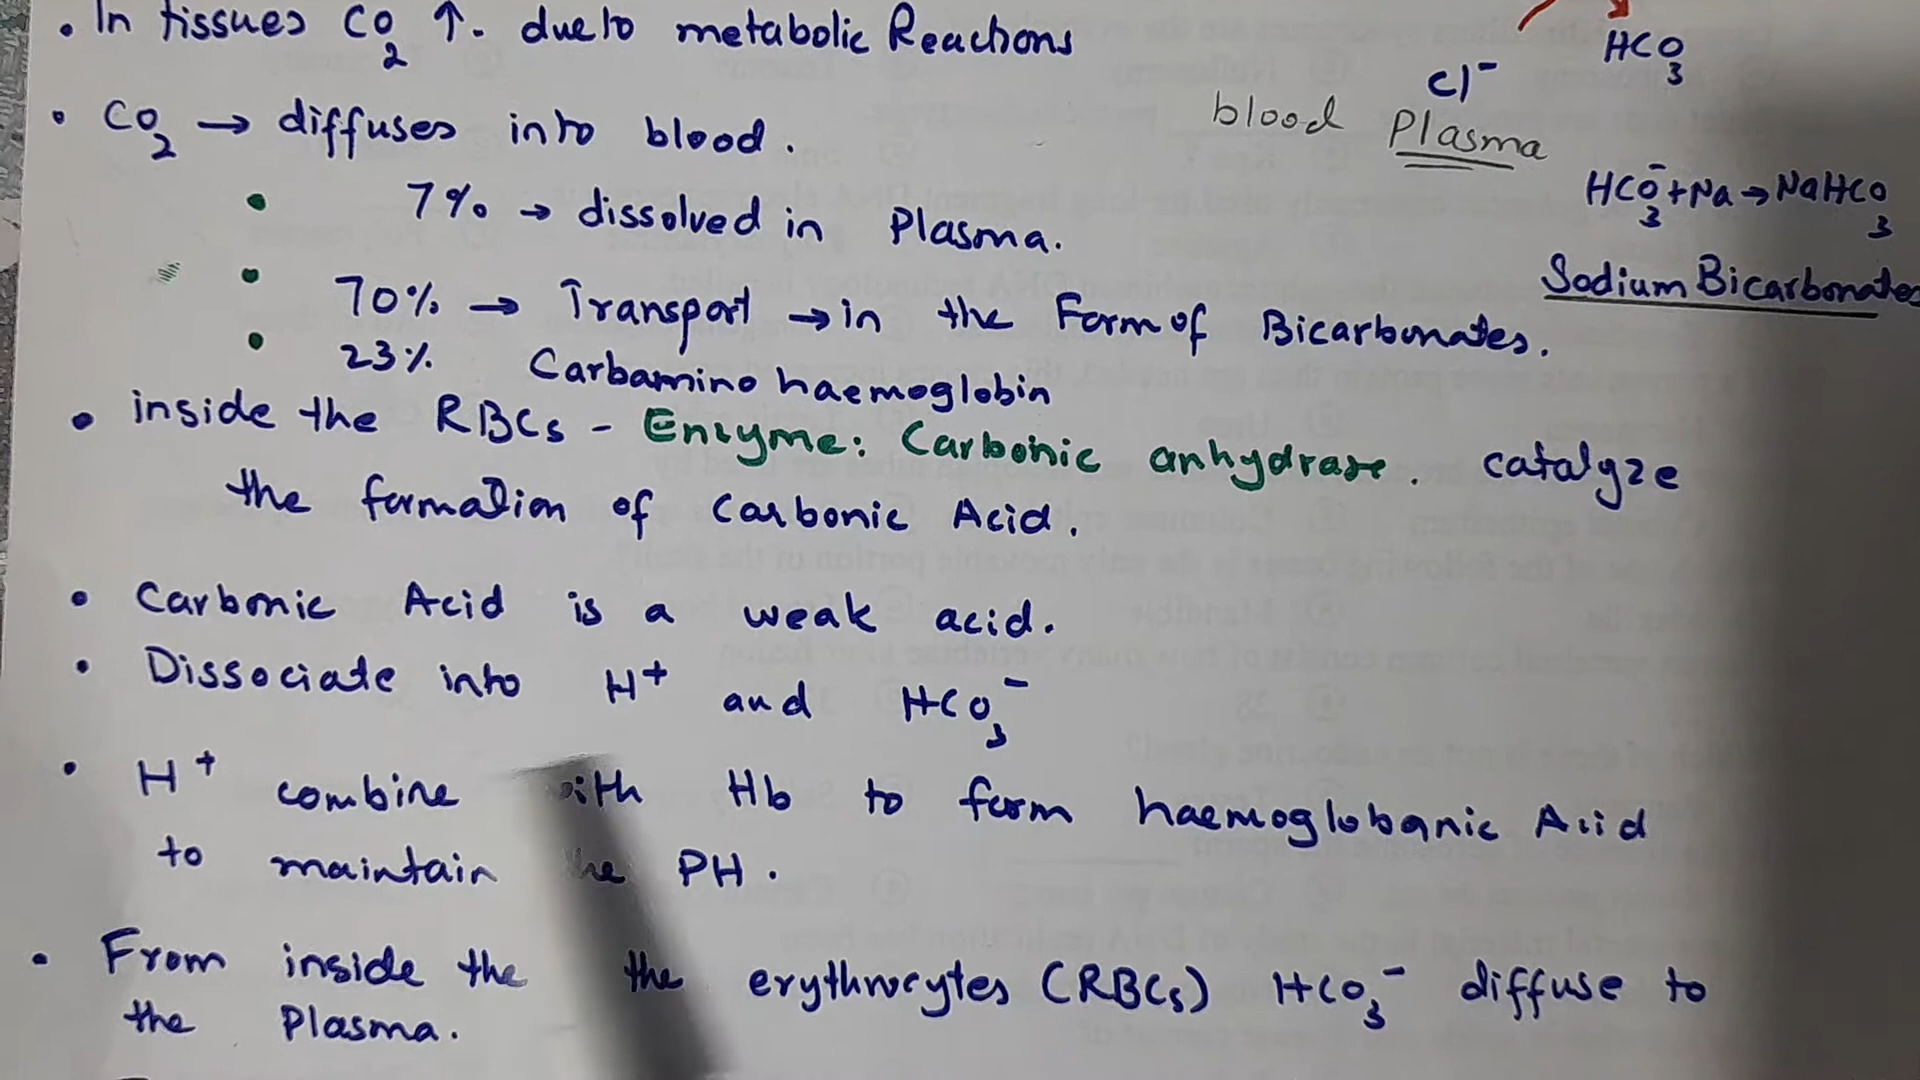 . In tissues CO2 ↑. due to metabolic Reactions
HCO3
Cl⁻
blood Plasma
HCO3⁻+Na→NaHCO3
Sodium Bicarbonates
• CO2 → diffuses into blood.
• 7% → dissolved in Plasma.
• 70% → Transport → in the Form of Bicarbonates.
• 23% Carbamino haemoglobin
• inside the RBCs - Enzyme: Carbonic anhydrase. catalyze
the formation of Carbonic Acid.
• Carbonic Acid is a weak acid.
• Dissociate into H⁺ and HCO3⁻
• H⁺ combine with Hb to form haemoglobanic Acid
to maintain the PH.
• From inside the the erythrocytes (RBCs) HCO3⁻ diffuse to
the Plasma.